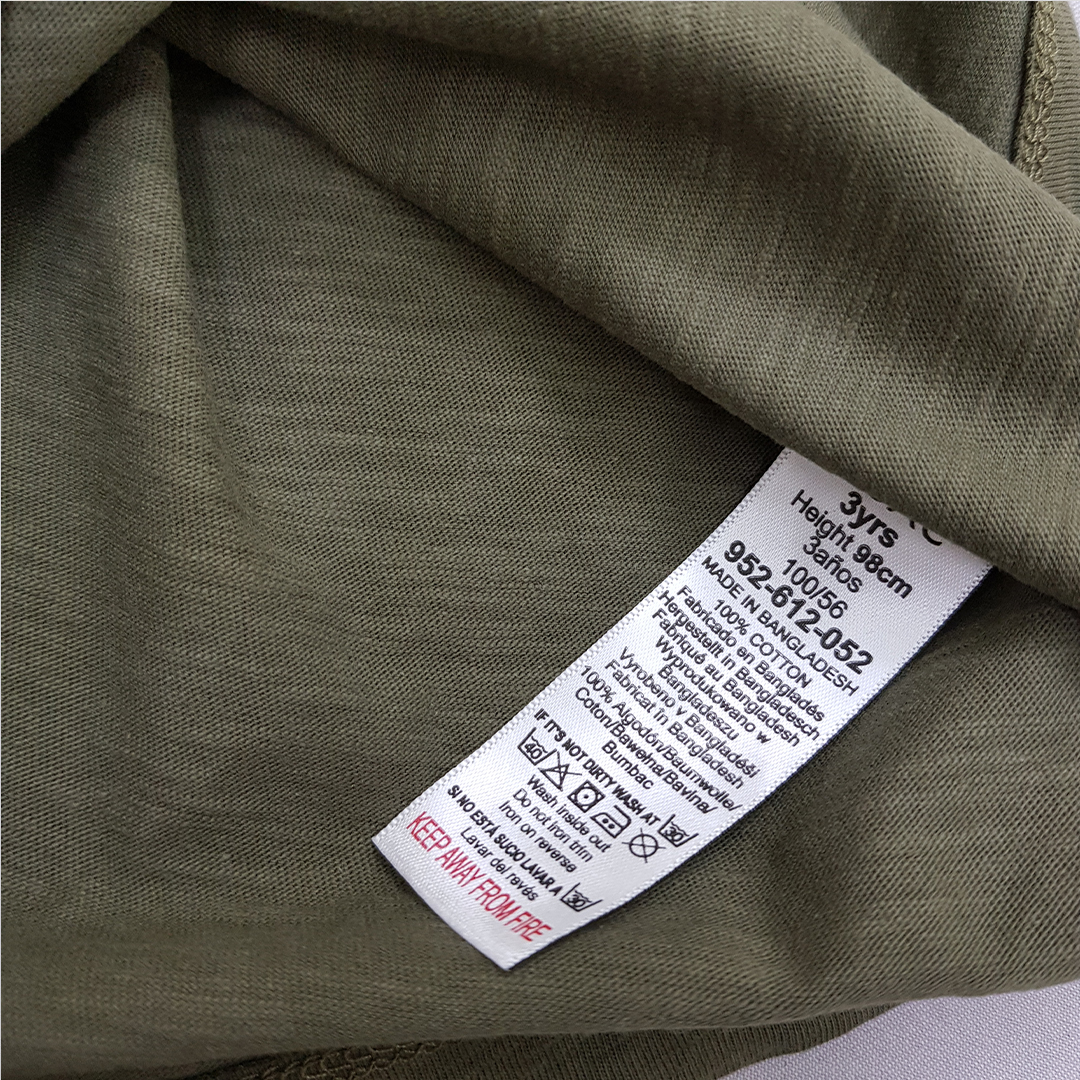 3yrs
Height 98cm
3años
100/56
952-612-052
MADE IN BANGLADESH
100% COTTON
Fabricado en Bangladés
Hergestellt in Bangladesch
Fabriqué au Bangladesh
Wyprodukowano w
Bangladeszu
Vyrobeno v Bangladéši
Fabricat în Bangladesh
100% Algodón/Baumwolle/
Coton/Bawełna/Bavlna/
Bumbac
IF IT'S NOT DIRTY WASH AT 30
40
Wash inside out
Do not iron trim
Iron on reverse
SI NO ESTÁ SUCIO LAVAR A 30
Lavar del revés
KEEP AWAY FROM FIRE